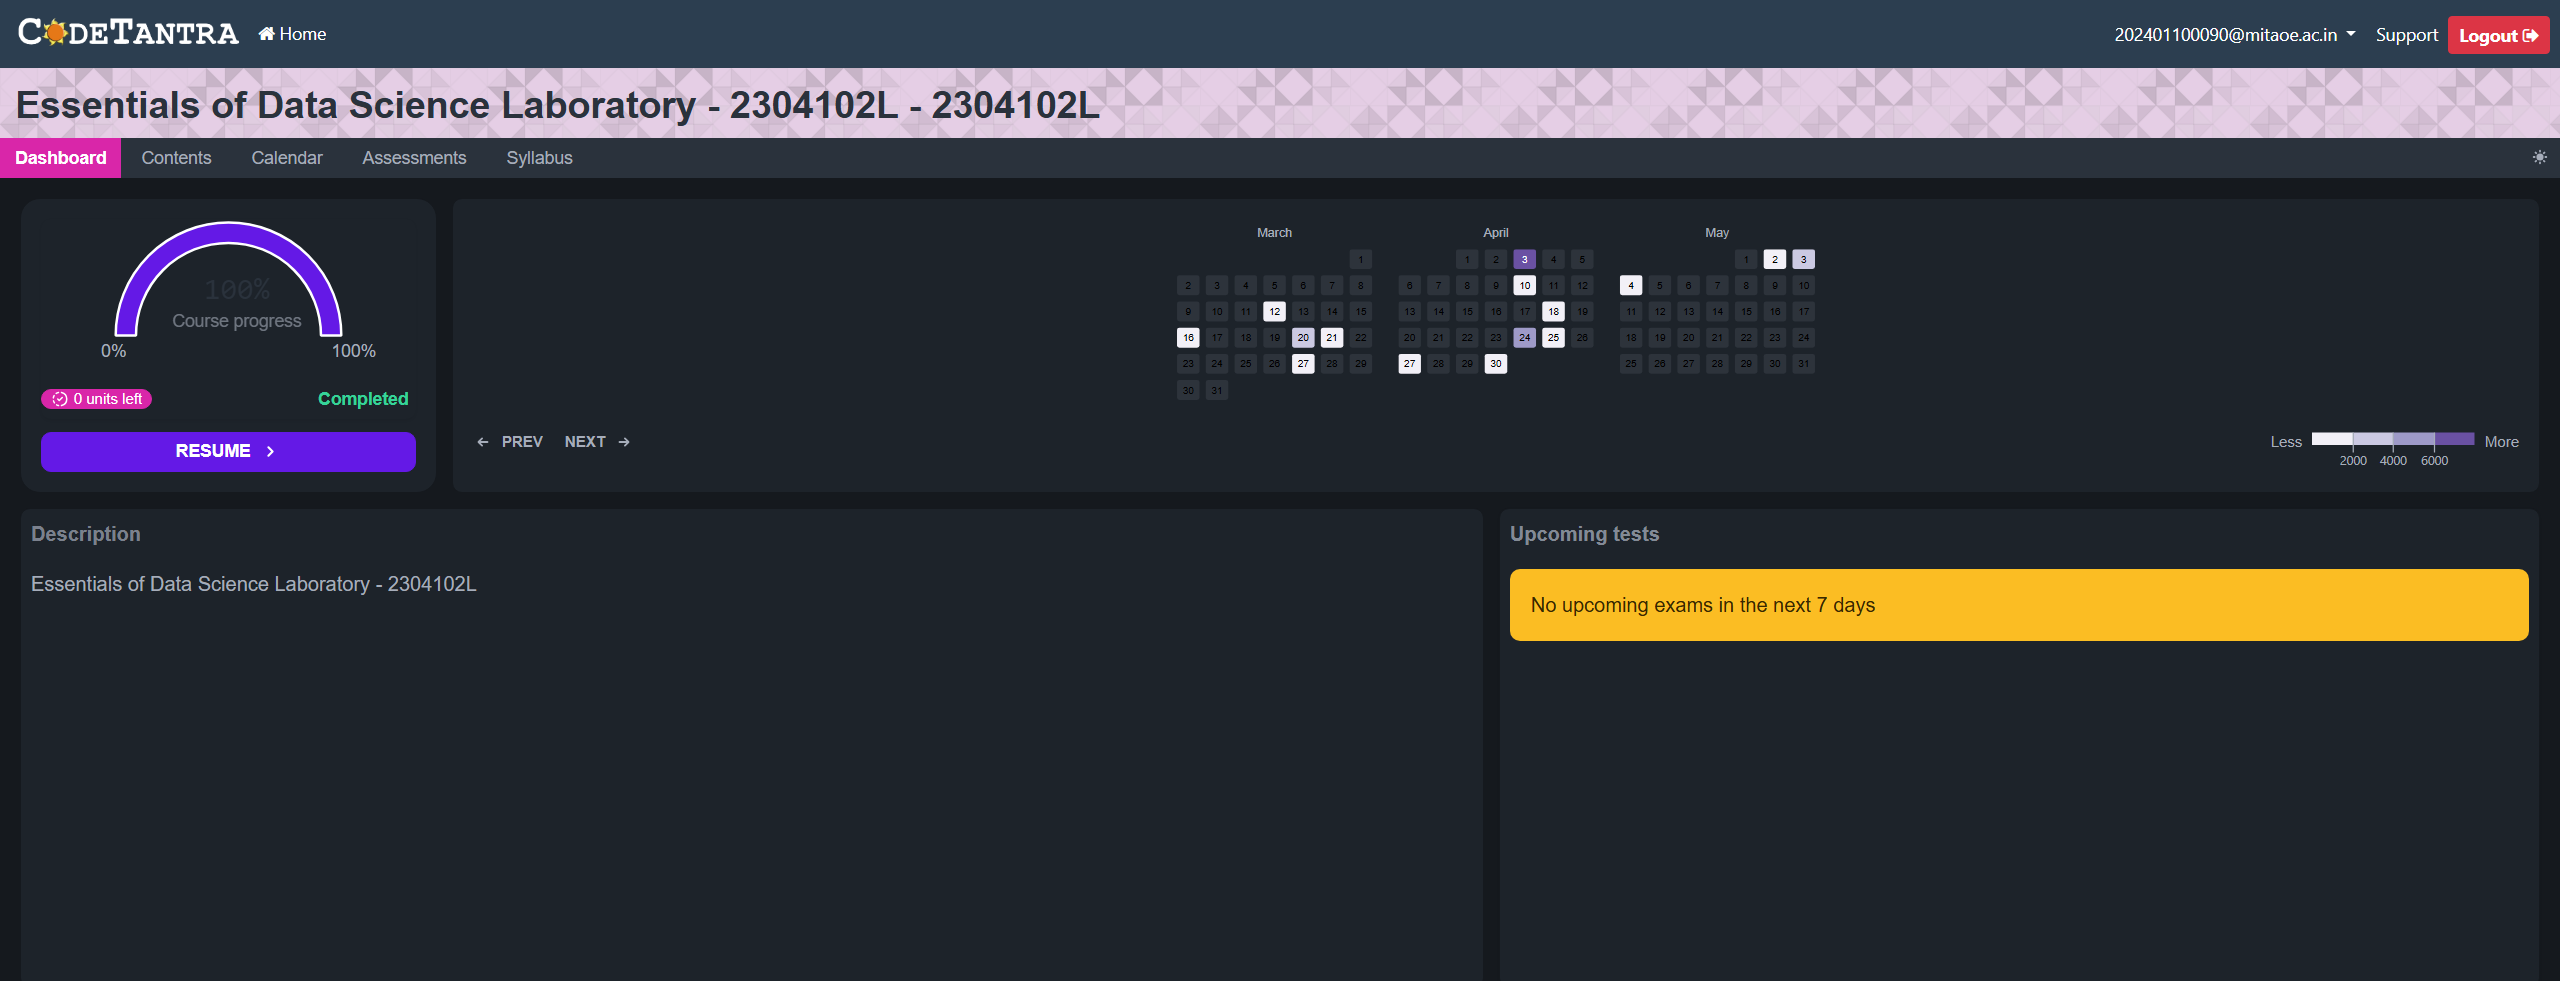 CODETANTRA Home 202401100090@mitaoe.ac.in Support Logout
Essentials of Data Science Laboratory - 2304102L - 2304102L
Dashboard Contents Calendar Assessments Syllabus
100%
Course progress
0% 100%
0 units left Completed
RESUME
March
1
2 3 4 5 6 7 8
9 10 11 12 13 14 15
16 17 18 19 20 21 22
23 24 25 26 27 28 29
30 31
April
1 2 3 4 5
6 7 8 9 10 11 12
13 14 15 16 17 18 19
20 21 22 23 24 25 26
27 28 29 30
May
1 2 3
4 5 6 7 8 9 10
11 12 13 14 15 16 17
18 19 20 21 22 23 24
25 26 27 28 29 30 31
PREV NEXT
Less More
2000 4000 6000
Description
Essentials of Data Science Laboratory - 2304102L
Upcoming tests
No upcoming exams in the next 7 days